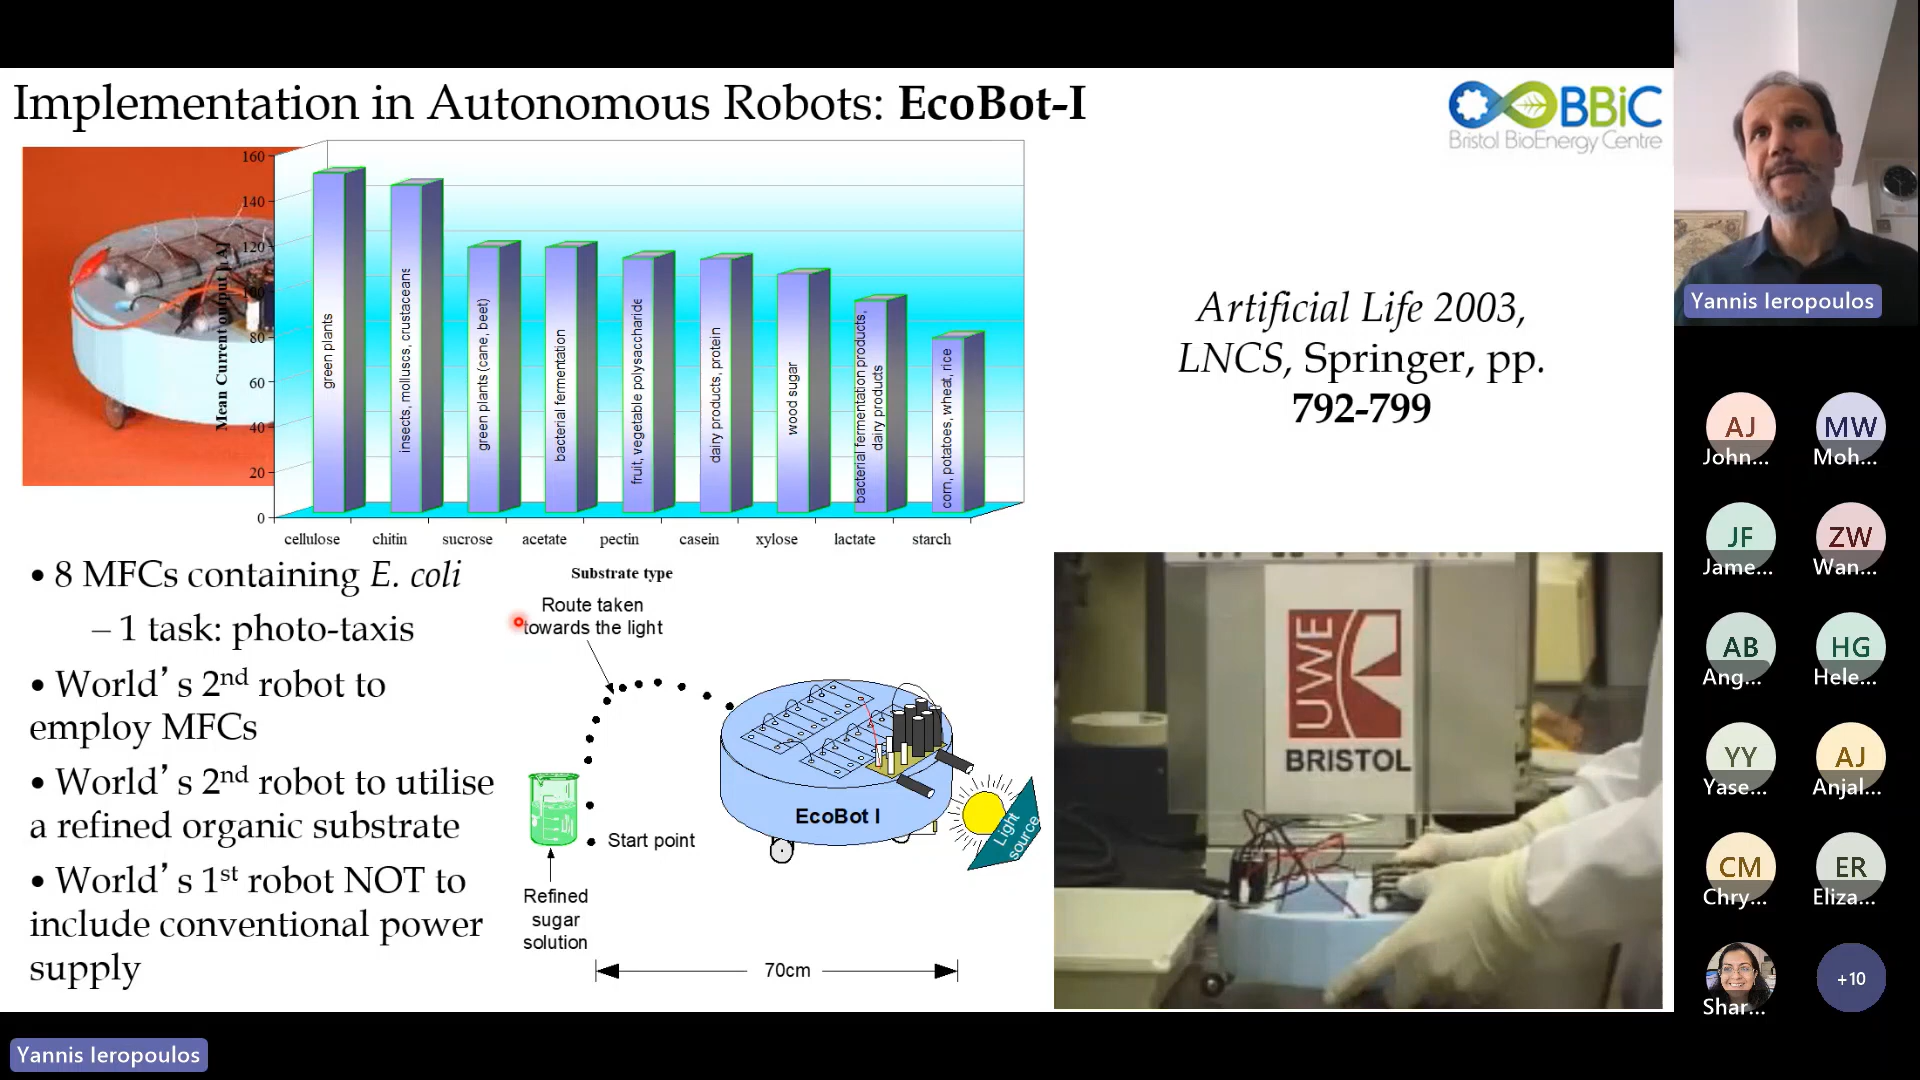 Implementation in Autonomous Robots: EcoBot-I
BBiC
Bristol BioEnergy Centre
160
140
120
100
80
60
40
20
0
Mean Current output [µA]
green plants
insects, molluscs, crustaceans
green plants (cane, beet)
bacterial fermentation
fruit, vegetable polysaccharide
dairy products, protein
wood sugar
bacterial fermentation products,
dairy products
corn, potatoes, wheat, rice
cellulose chitin sucrose acetate pectin casein xylose lactate starch
Substrate type
Artificial Life 2003,
LNCS, Springer, pp.
792-799
• 8 MFCs containing E. coli
– 1 task: photo-taxis
• World’s 2nd robot to
employ MFCs
• World’s 2nd robot to utilise
a refined organic substrate
• World’s 1st robot NOT to
include conventional power
supply
Route taken
towards the light
EcoBot I
Light
source
Start point
Refined
sugar
solution
70cm
UWE
BRISTOL
Yannis Ieropoulos
AJ
John...
MW
Moh...
JF
Jame...
ZW
Wan...
AB
Ang...
HG
Hele...
YY
Yase...
AJ
Anjal...
CM
Chry...
ER
Eliza...
Shar...
+10
Yannis Ieropoulos